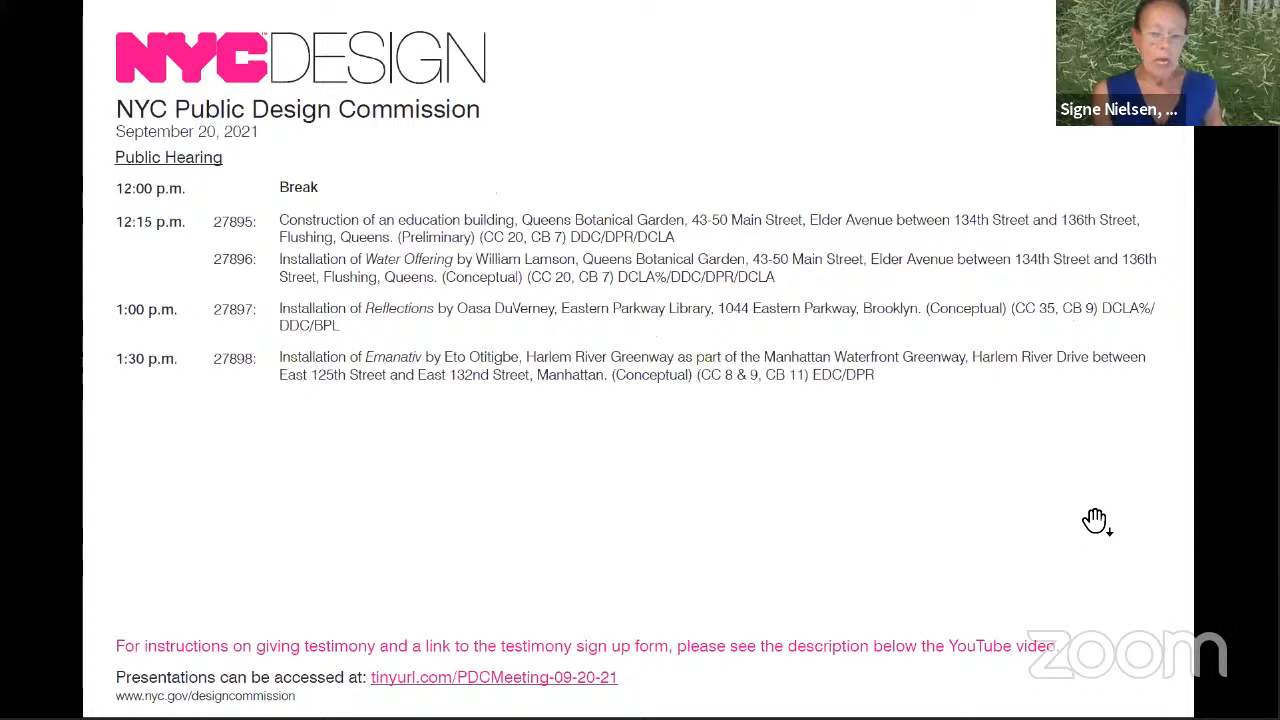 NYCDESIGN
Signe Nielsen, ...
NYC Public Design Commission
September 20, 2021
Public Hearing
12:00 p.m. Break
12:15 p.m. 27895: Construction of an education building, Queens Botanical Garden, 43-50 Main Street, Elder Avenue between 134th Street and 136th Street,
Flushing, Queens. (Preliminary) (CC 20, CB 7) DDC/DPR/DCLA
27896: Installation of Water Offering by William Lamson, Queens Botanical Garden, 43-50 Main Street, Elder Avenue between 134th Street and 136th
Street, Flushing, Queens. (Conceptual) (CC 20, CB 7) DCLA%/DDC/DPR/DCLA
1:00 p.m. 27897: Installation of Reflections by Oasa DuVerney, Eastern Parkway Library, 1044 Eastern Parkway, Brooklyn. (Conceptual) (CC 35, CB 9) DCLA%/
DDC/BPL
1:30 p.m. 27898: Installation of Emanativ by Eto Otitigbe, Harlem River Greenway as part of the Manhattan Waterfront Greenway, Harlem River Drive between
East 125th Street and East 132nd Street, Manhattan. (Conceptual) (CC 8 & 9, CB 11) EDC/DPR
For instructions on giving testimony and a link to the testimony sign up form, please see the description below the YouTube video.
zoom
Presentations can be accessed at: tinyurl.com/PDCMeeting-09-20-21
www.nyc.gov/designcommission